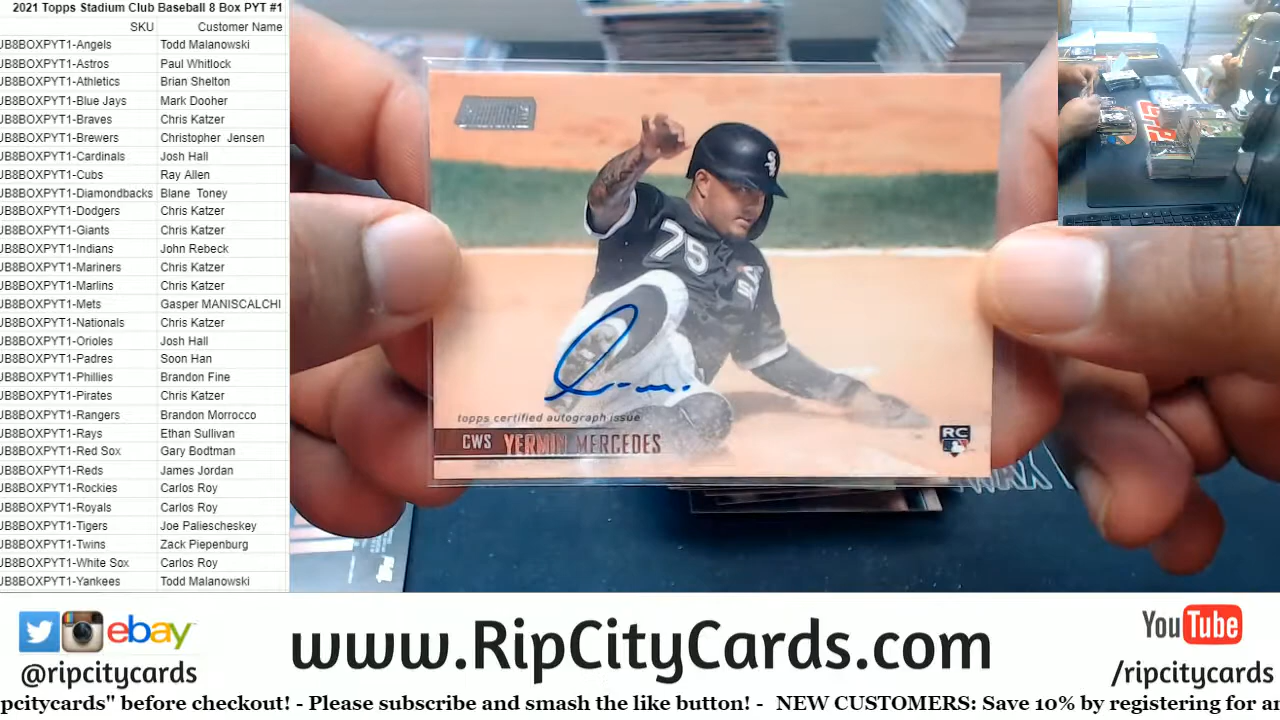 2021 Topps Stadium Club Baseball 8 Box PYT #1
SKU Customer Name
JB8BOXPYT1-Angels Todd Malanowski
JB8BOXPYT1-Astros Paul Whitlock
JB8BOXPYT1-Athletics Brian Shelton
JB8BOXPYT1-Blue Jays Mark Dooher
JB8BOXPYT1-Braves Chris Katzer
JB8BOXPYT1-Brewers Christopher Jensen
JB8BOXPYT1-Cardinals Josh Hall
JB8BOXPYT1-Cubs Ray Allen
JB8BOXPYT1-Diamondbacks Blane Toney
JB8BOXPYT1-Dodgers Chris Katzer
JB8BOXPYT1-Giants Chris Katzer
JB8BOXPYT1-Indians John Rebeck
JB8BOXPYT1-Mariners Chris Katzer
JB8BOXPYT1-Marlins Chris Katzer
JB8BOXPYT1-Mets Gasper MANISCALCHI
JB8BOXPYT1-Nationals Chris Katzer
JB8BOXPYT1-Orioles Josh Hall
JB8BOXPYT1-Padres Soon Han
JB8BOXPYT1-Phillies Brandon Fine
JB8BOXPYT1-Pirates Chris Katzer
JB8BOXPYT1-Rangers Brandon Morrocco
JB8BOXPYT1-Rays Ethan Sullivan
JB8BOXPYT1-Red Sox Gary Bodtman
JB8BOXPYT1-Reds James Jordan
JB8BOXPYT1-Rockies Carlos Roy
JB8BOXPYT1-Royals Carlos Roy
JB8BOXPYT1-Tigers Joe Paliescheskey
JB8BOXPYT1-Twins Zack Piepenburg
JB8BOXPYT1-White Sox Carlos Roy
JB8BOXPYT1-Yankees Todd Malanowski
75
topps certified autograph issue
CWS YERMIN MERCEDES
RC
ebay
@ripcitycards
www.RipCityCards.com
YouTube
/ripcitycards
pcitycards" before checkout! - Please subscribe and smash the like button! - NEW CUSTOMERS: Save 10% by registering for an